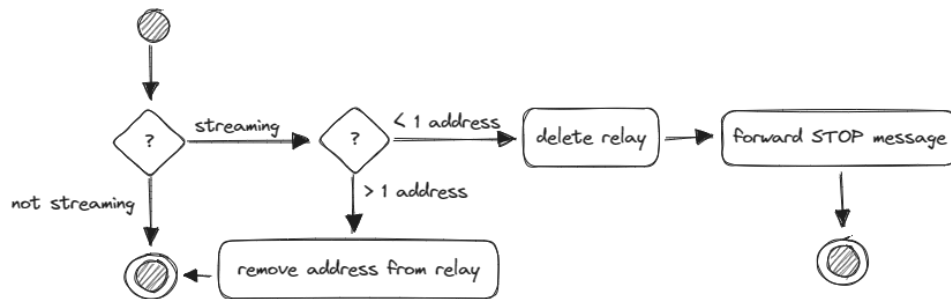 streaming
< 1 address
?
?
delete relay
forward STOP message
not streaming
> 1 address
remove address from relay